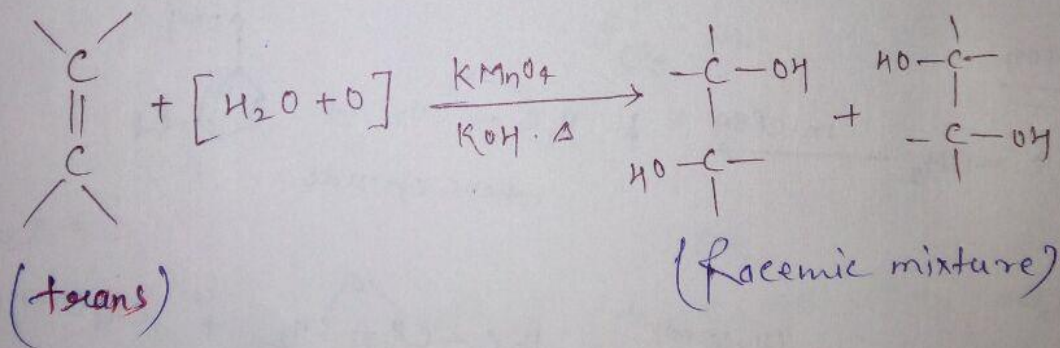 C C — OH HO — C —
|| + [H₂O + O] KMnO₄ + 
C KOH . Δ HO — C — — C — OH
(trans) (Racemic mixture)